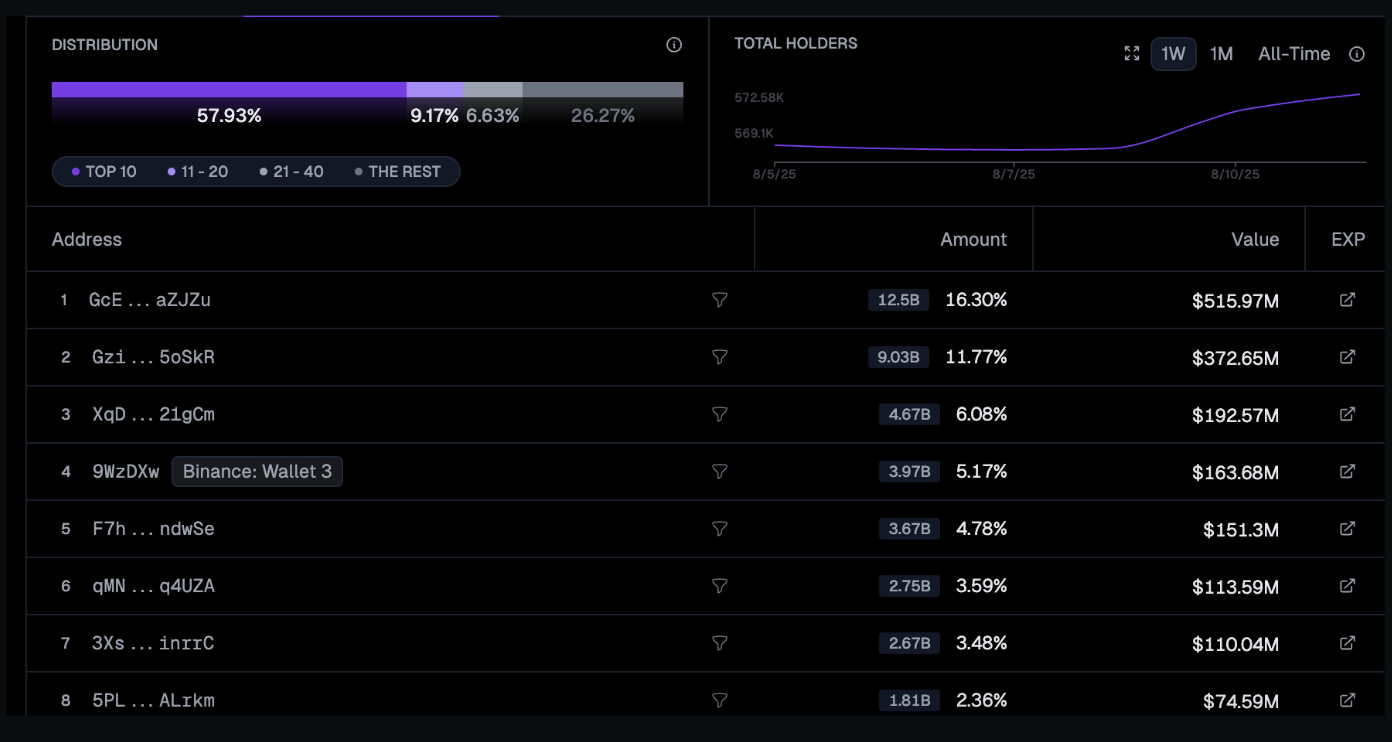 DISTRIBUTION
57.93% 9.17% 6.63% 26.27%
TOP 10 11 - 20 21 - 40 THE REST
TOTAL HOLDERS
1W 1M All-Time
572.58K
569.1K
8/5/25 8/7/25 8/10/25
Address Amount Value EXP
1 GcE ... aZJZu 12.5B 16.30% $515.97M
2 Gzi ... 5oSkR 9.03B 11.77% $372.65M
3 XqD ... 21gCm 4.67B 6.08% $192.57M
4 9WzDXw Binance: Wallet 3 3.97B 5.17% $163.68M
5 F7h ... ndwSe 3.67B 4.78% $151.3M
6 qMN ... q4UZA 2.75B 3.59% $113.59M
7 3Xs ... inrrC 2.67B 3.48% $110.04M
8 5PL ... ALrkm 1.81B 2.36% $74.59M